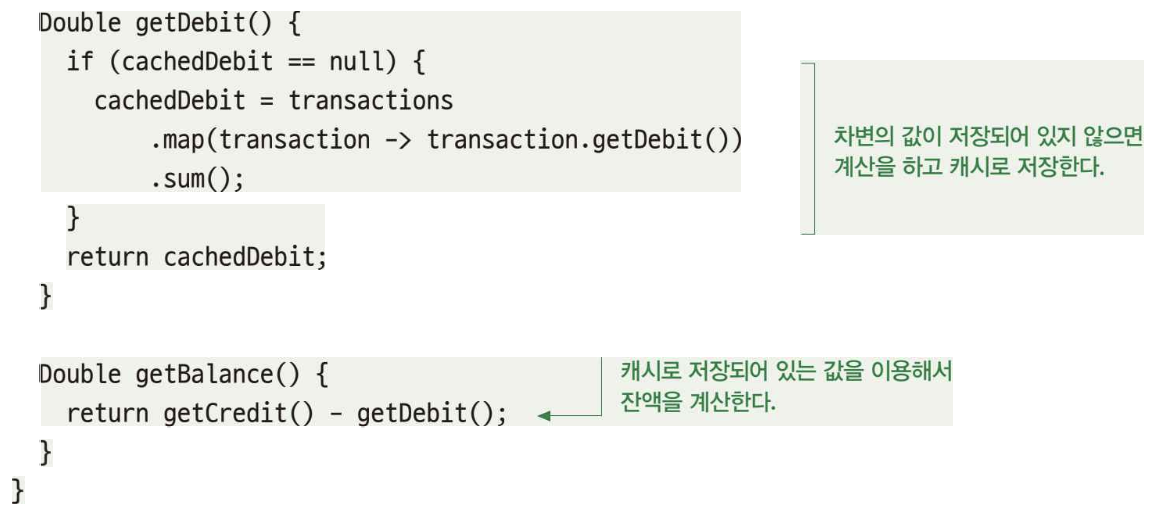 Double getDebit() {
if (cachedDebit == null) {
cachedDebit = transactions
.map(transaction -> transaction.getDebit())
.sum();
}
return cachedDebit;
}
차변의 값이 저장되어 있지 않으면
계산을 하고 캐시로 저장한다.
Double getBalance() {
return getCredit() - getDebit();
}
}
캐시로 저장되어 있는 값을 이용해서
잔액을 계산한다.